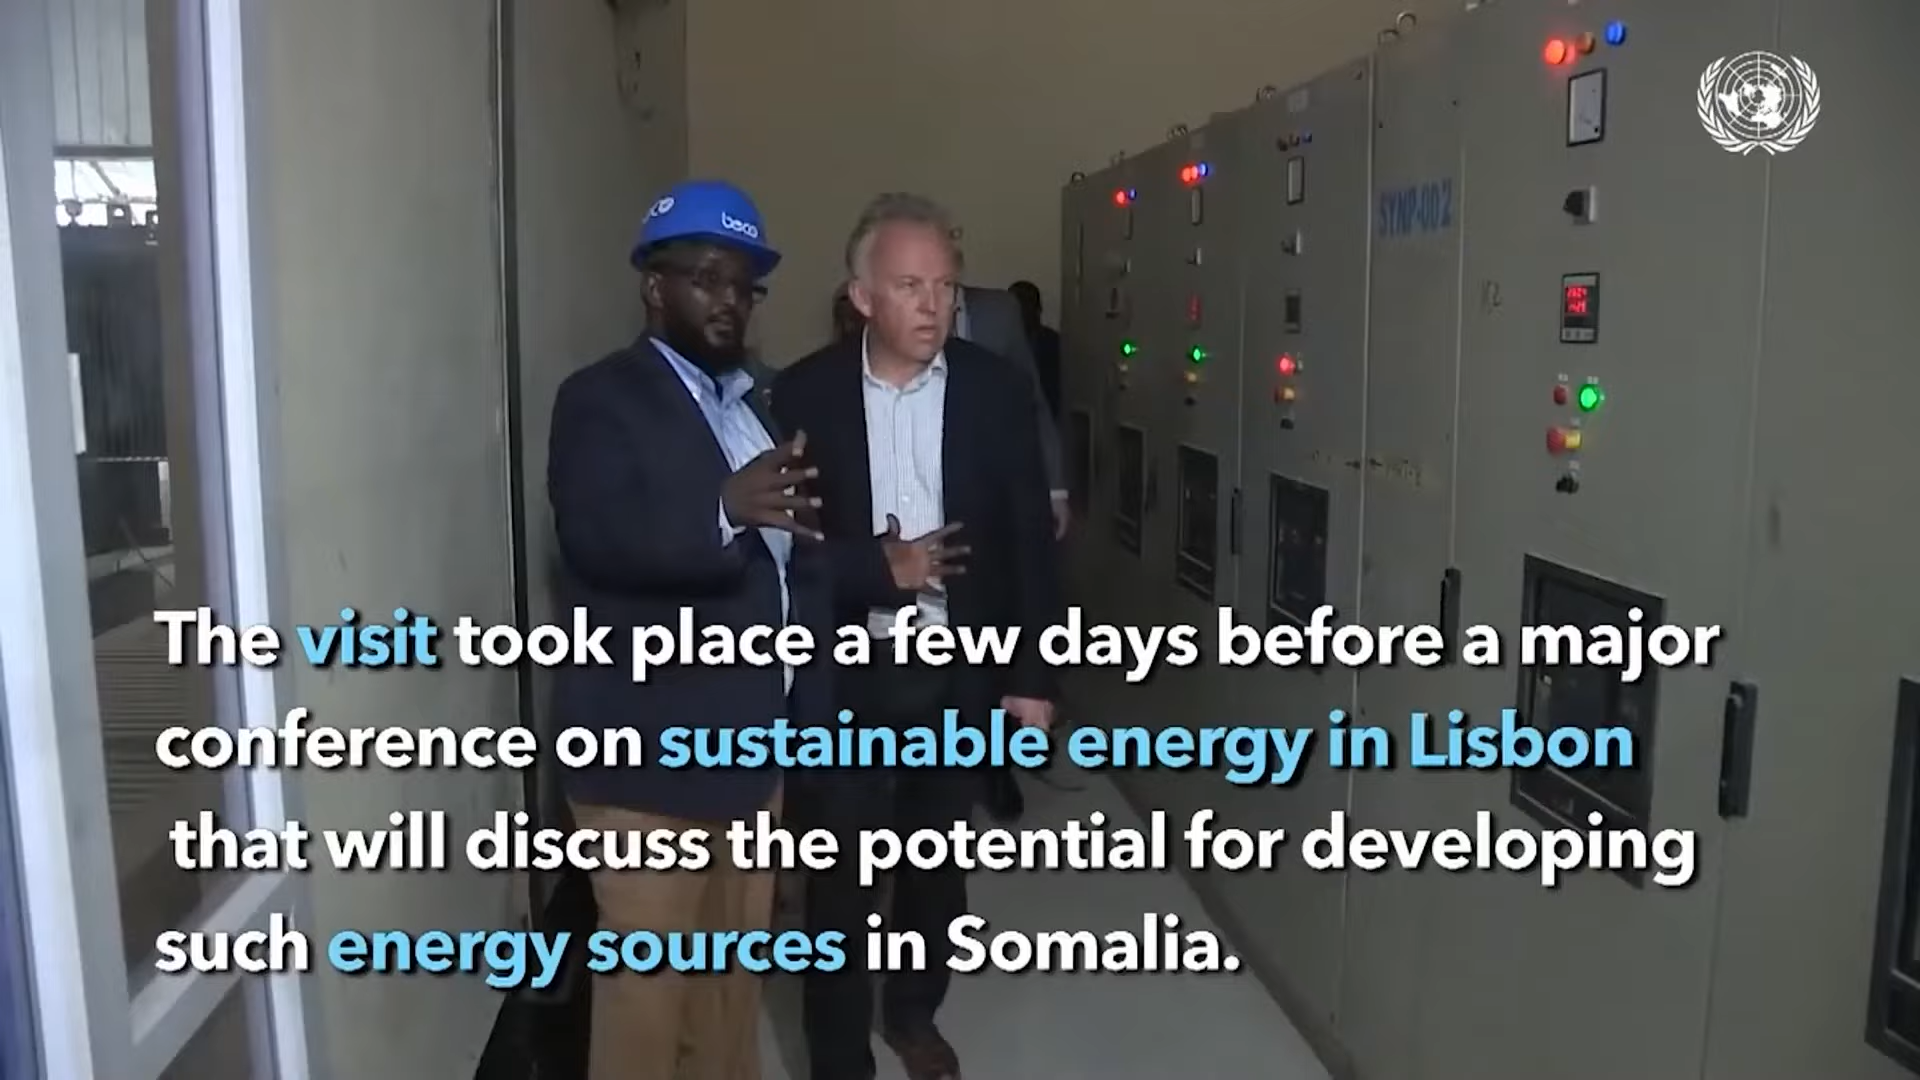 beco
SYNP-002
The visit took place a few days before a major
conference on sustainable energy in Lisbon
that will discuss the potential for developing
such energy sources in Somalia.